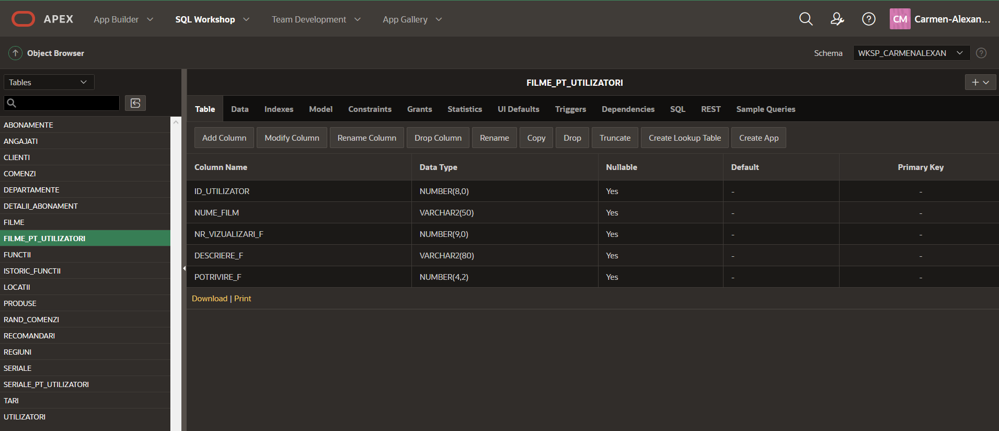 APEX App Builder SQL Workshop Team Development App Gallery CM Carmen-Alexan...
Object Browser Schema WKSP_CARMENALEXAN
Tables
FILME_PT_UTILIZATORI
Table Data Indexes Model Constraints Grants Statistics UI Defaults Triggers Dependencies SQL REST Sample Queries
Add Column Modify Column Rename Column Drop Column Rename Copy Drop Truncate Create Lookup Table Create App
ABONAMENTE
ANGAJATI
CLIENTI
COMENZI
DEPARTAMENTE
DETALII_ABONAMENT
FILME
FILME_PT_UTILIZATORI
FUNCTII
ISTORIC_FUNCTII
LOCATII
PRODUSE
RAND_COMENZI
RECOMANDARI
REGIUNI
SERIALE
SERIALE_PT_UTILIZATORI
TARI
UTILIZATORI
Column Name Data Type Nullable Default Primary Key
ID_UTILIZATOR NUMBER(8,0) Yes - -
NUME_FILM VARCHAR2(50) Yes - -
NR_VIZUALIZARI_F NUMBER(9,0) Yes - -
DESCRIERE_F VARCHAR2(80) Yes - -
POTRIVIRE_F NUMBER(4,2) Yes - -
Download | Print